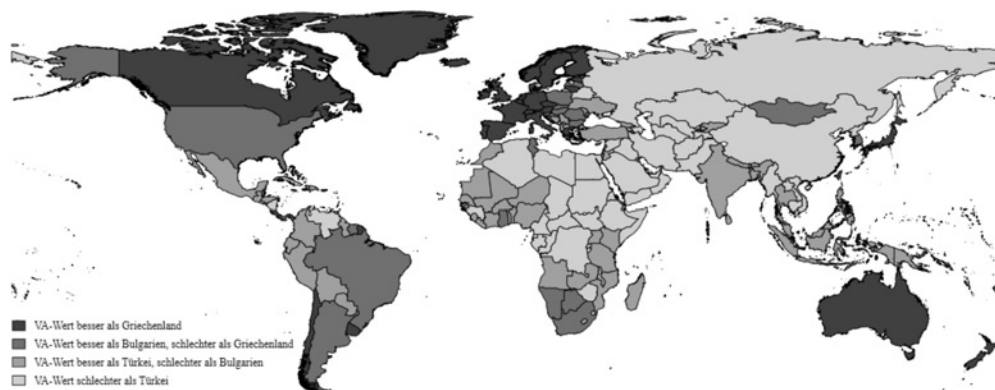 VA-Wert besser als Griechenland
VA-Wert besser als Bulgarien, schlechter als Griechenland
VA-Wert besser als Türkei, schlechter als Bulgarien
VA-Wert schlechter als Türkei